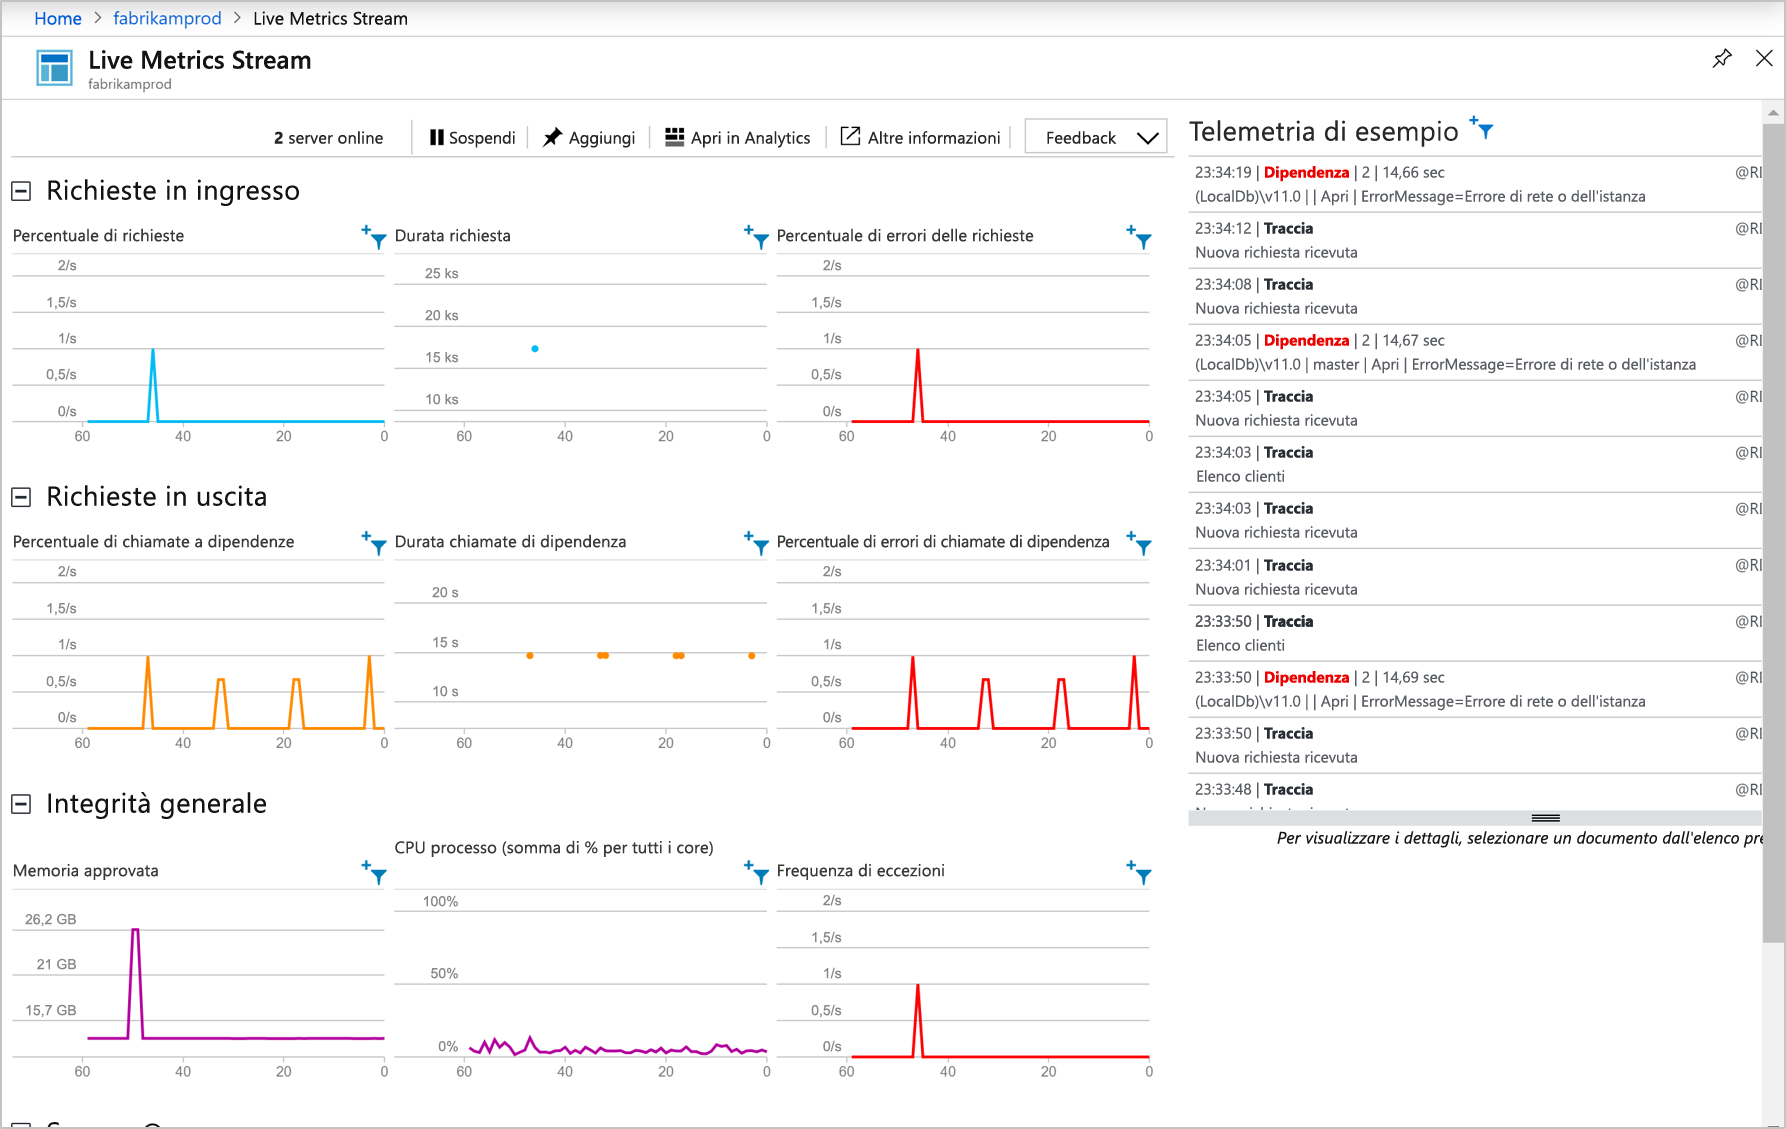 Home > fabrikamprod > Live Metrics Stream
Live Metrics Stream
fabrikamprod
2 server online
Sospendi
Aggiungi
Apri in Analytics
Altre informazioni
Feedback
Richieste in ingresso
Percentuale di richieste
2/s
1,5/s
1/s
0,5/s
0/s
60 40 20 0
Durata richiesta
25 ks
20 ks
15 ks
10 ks
60 40 20 0
Percentuale di errori delle richieste
2/s
1,5/s
1/s
0,5/s
0/s
60 40 20 0
Richieste in uscita
Percentuale di chiamate a dipendenze
2/s
1,5/s
1/s
0,5/s
0/s
60 40 20 0
Durata chiamate di dipendenza
20 s
15 s
10 s
60 40 20 0
Percentuale di errori di chiamate di dipendenza
2/s
1,5/s
1/s
0,5/s
0/s
60 40 20 0
Integrità generale
Memoria approvata
26,2 GB
21 GB
15,7 GB
60 40 20 0
CPU processo (somma di % per tutti i core)
100%
50%
0%
60 40 20 0
Frequenza di eccezioni
2/s
1,5/s
1/s
0,5/s
0/s
60 40 20 0
Telemetria di esempio
23:34:19 | Dipendenza | 2 | 14,66 sec @RI
(LocalDb)\v11.0 | | Apri | ErrorMessage=Errore di rete o dell'istanza
23:34:12 | Traccia @RI
Nuova richiesta ricevuta
23:34:08 | Traccia @RI
Nuova richiesta ricevuta
23:34:05 | Dipendenza | 2 | 14,67 sec @RI
(LocalDb)\v11.0 | master | Apri | ErrorMessage=Errore di rete o dell'istanza
23:34:05 | Traccia @RI
Nuova richiesta ricevuta
23:34:03 | Traccia @RI
Elenco clienti
23:34:03 | Traccia @RI
Nuova richiesta ricevuta
23:34:01 | Traccia @RI
Nuova richiesta ricevuta
23:33:50 | Traccia @RI
Elenco clienti
23:33:50 | Dipendenza | 2 | 14,69 sec @RI
(LocalDb)\v11.0 | | Apri | ErrorMessage=Errore di rete o dell'istanza
23:33:50 | Traccia @RI
Nuova richiesta ricevuta
23:33:48 | Traccia @RI
Per visualizzare i dettagli, selezionare un documento dall'elenco pre